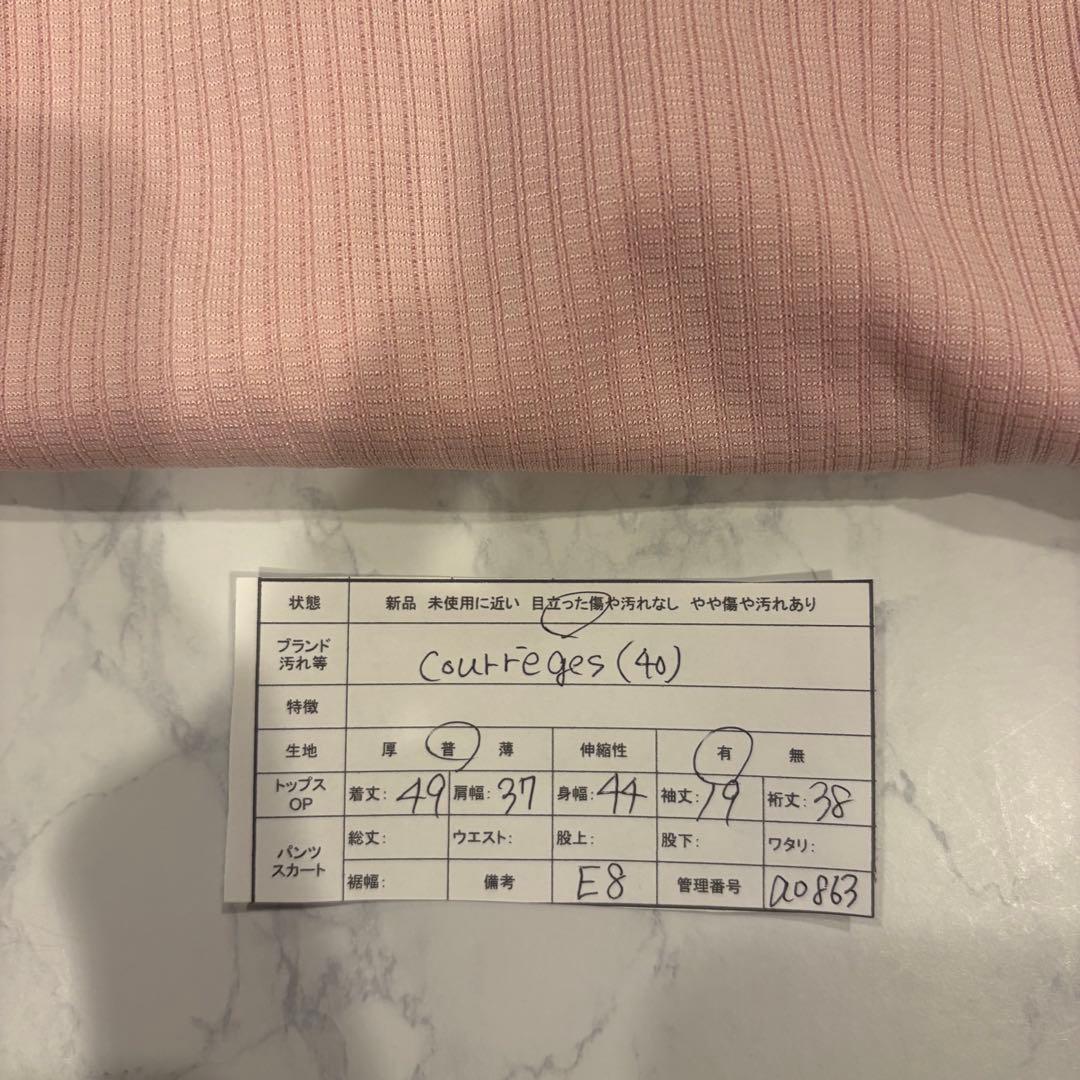 状態 新品 未使用に近い 目立った傷や汚れなし やや傷や汚れあり
ブランド
汚れ等 Courrèges (40)
特徴
生地 厚 普 薄 伸縮性 有 無
トップス
OP 着丈: 49 肩幅: 37 身幅: 44 袖丈: 19 裄丈: 38
パンツ
スカート 総丈: ウエスト: 股上: 股下: ワタリ:
裾幅: 備考 E8 管理番号 a0863